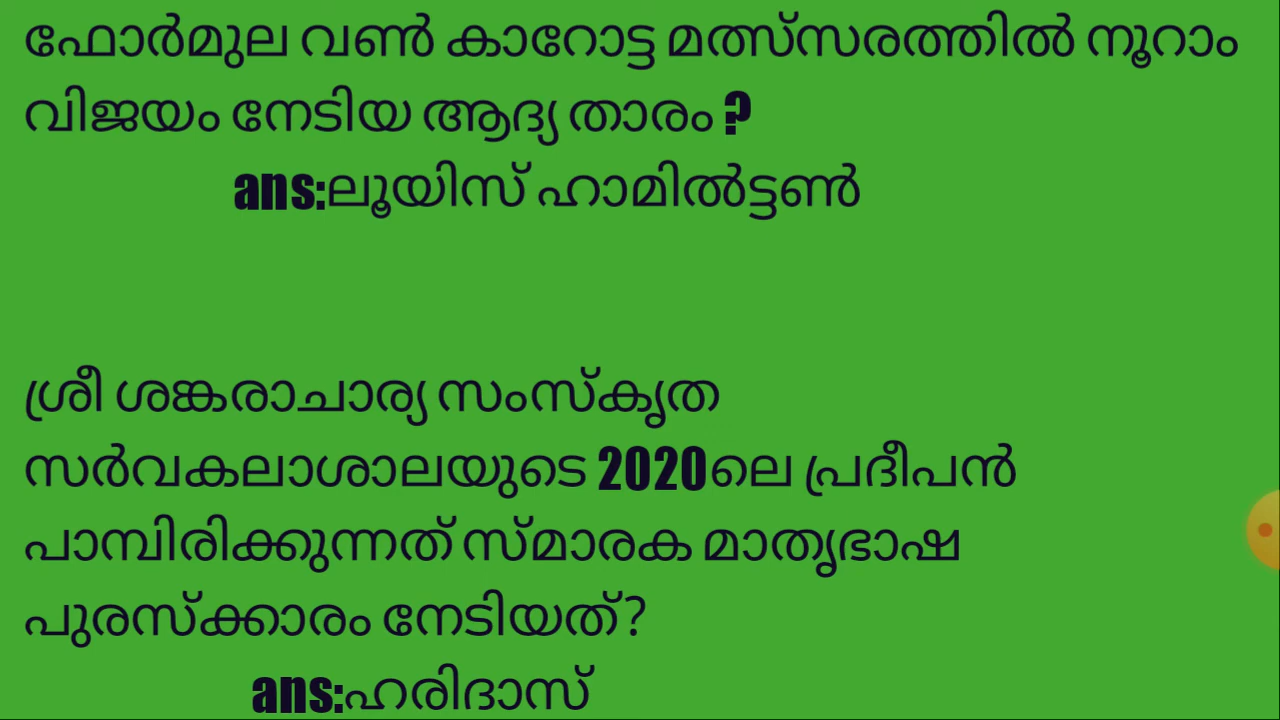 ഫോർമുല വൺ കാറോട്ട മത്സ്സരത്തിൽ നൂറാം
വിജയം നേടിയ ആദ്യ താരം ?
ans:ലൂയിസ് ഹാമിൽട്ടൺ
ശ്രീ ശങ്കരാചാര്യ സംസ്കൃത
സർവകലാശാലയുടെ 2020ലെ പ്രദീപൻ
പാമ്പിരിക്കുന്നത് സ്മാരക മാതൃഭാഷ
പുരസ്ക്കാരം നേടിയത്?
ans:ഹരിദാസ്